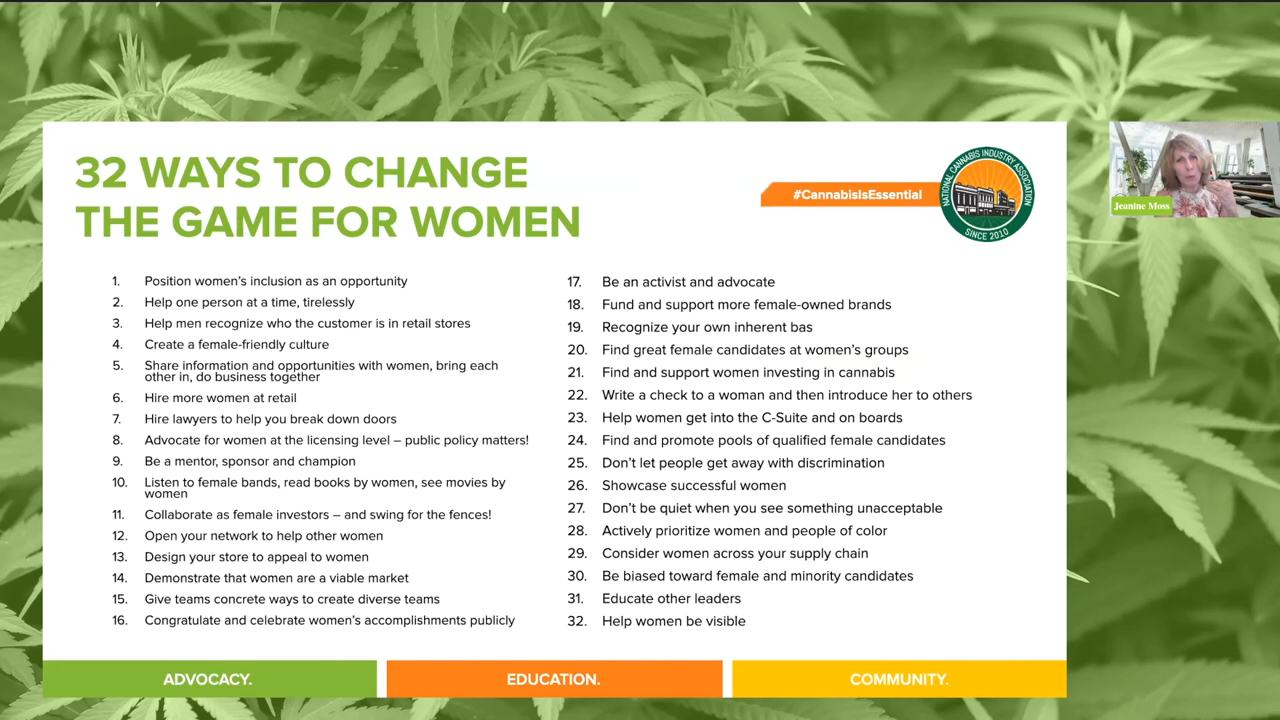 32 WAYS TO CHANGE
THE GAME FOR WOMEN
#CannabisIsEssential
NATIONAL CANNABIS INDUSTRY ASSOCIATION
SINCE 2010
Jeanine Moss
1. Position women's inclusion as an opportunity
2. Help one person at a time, tirelessly
3. Help men recognize who the customer is in retail stores
4. Create a female-friendly culture
5. Share information and opportunities with women, bring each
other in, do business together
6. Hire more women at retail
7. Hire lawyers to help you break down doors
8. Advocate for women at the licensing level – public policy matters!
9. Be a mentor, sponsor and champion
10. Listen to female bands, read books by women, see movies by
women
11. Collaborate as female investors – and swing for the fences!
12. Open your network to help other women
13. Design your store to appeal to women
14. Demonstrate that women are a viable market
15. Give teams concrete ways to create diverse teams
16. Congratulate and celebrate women's accomplishments publicly
17. Be an activist and advocate
18. Fund and support more female-owned brands
19. Recognize your own inherent bas
20. Find great female candidates at women's groups
21. Find and support women investing in cannabis
22. Write a check to a woman and then introduce her to others
23. Help women get into the C-Suite and on boards
24. Find and promote pools of qualified female candidates
25. Don't let people get away with discrimination
26. Showcase successful women
27. Don't be quiet when you see something unacceptable
28. Actively prioritize women and people of color
29. Consider women across your supply chain
30. Be biased toward female and minority candidates
31. Educate other leaders
32. Help women be visible
ADVOCACY.
EDUCATION.
COMMUNITY.